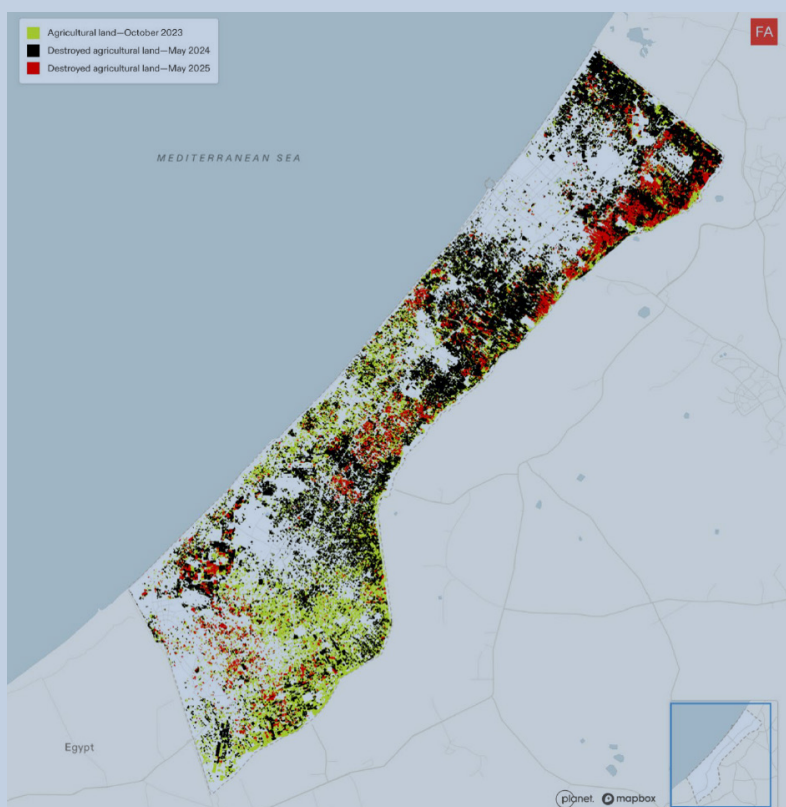 Agricultural land—October 2023
Destroyed agricultural land—May 2024
Destroyed agricultural land—May 2025
FA
MEDITERRANEAN SEA
Egypt
planet. mapbox